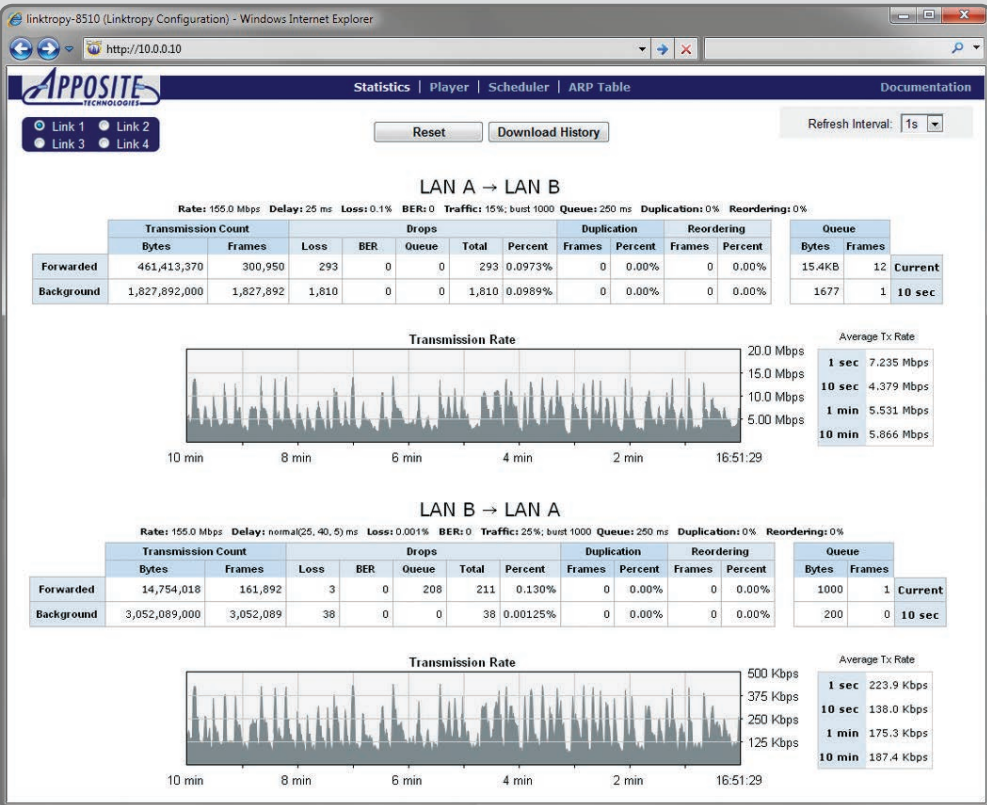 linktropy-8510 (Linktropy Configuration) - Windows Internet Explorer
http://10.0.0.10
APPOSITE TECHNOLOGIES
Statistics | Player | Scheduler | ARP Table Documentation
Link 1 Link 2
Link 3 Link 4
Reset Download History
Refresh Interval: 1s
LAN A → LAN B
Rate: 155.0 Mbps Delay: 25 ms Loss: 0.1% BER: 0 Traffic: 15%; burst 1000 Queue: 250 ms Duplication: 0% Reordering: 0%
Transmission Count Drops Duplication Reordering Queue
Bytes Frames Loss BER Queue Total Percent Frames Percent Frames Percent Bytes Frames
Forwarded 461,413,370 300,950 293 0 0 293 0.0973% 0 0.00% 0 0.00% 15.4KB 12 Current
Background 1,827,892,000 1,827,892 1,810 0 0 1,810 0.0989% 0 0.00% 0 0.00% 1677 1 10 sec
Transmission Rate
20.0 Mbps
15.0 Mbps
10.0 Mbps
5.00 Mbps
10 min 8 min 6 min 4 min 2 min 16:51:29
Average Tx Rate
1 sec 7.235 Mbps
10 sec 4.379 Mbps
1 min 5.531 Mbps
10 min 5.866 Mbps
LAN B → LAN A
Rate: 155.0 Mbps Delay: normal(25, 40, 5) ms Loss: 0.001% BER: 0 Traffic: 25%; burst 1000 Queue: 250 ms Duplication: 0% Reordering: 0%
Transmission Count Drops Duplication Reordering Queue
Bytes Frames Loss BER Queue Total Percent Frames Percent Frames Percent Bytes Frames
Forwarded 14,754,018 161,892 3 0 208 211 0.130% 0 0.00% 0 0.00% 1000 1 Current
Background 3,052,089,000 3,052,089 38 0 0 38 0.00125% 0 0.00% 0 0.00% 200 0 10 sec
Transmission Rate
500 Kbps
375 Kbps
250 Kbps
125 Kbps
10 min 8 min 6 min 4 min 2 min 16:51:29
Average Tx Rate
1 sec 223.9 Kbps
10 sec 138.0 Kbps
1 min 175.3 Kbps
10 min 187.4 Kbps